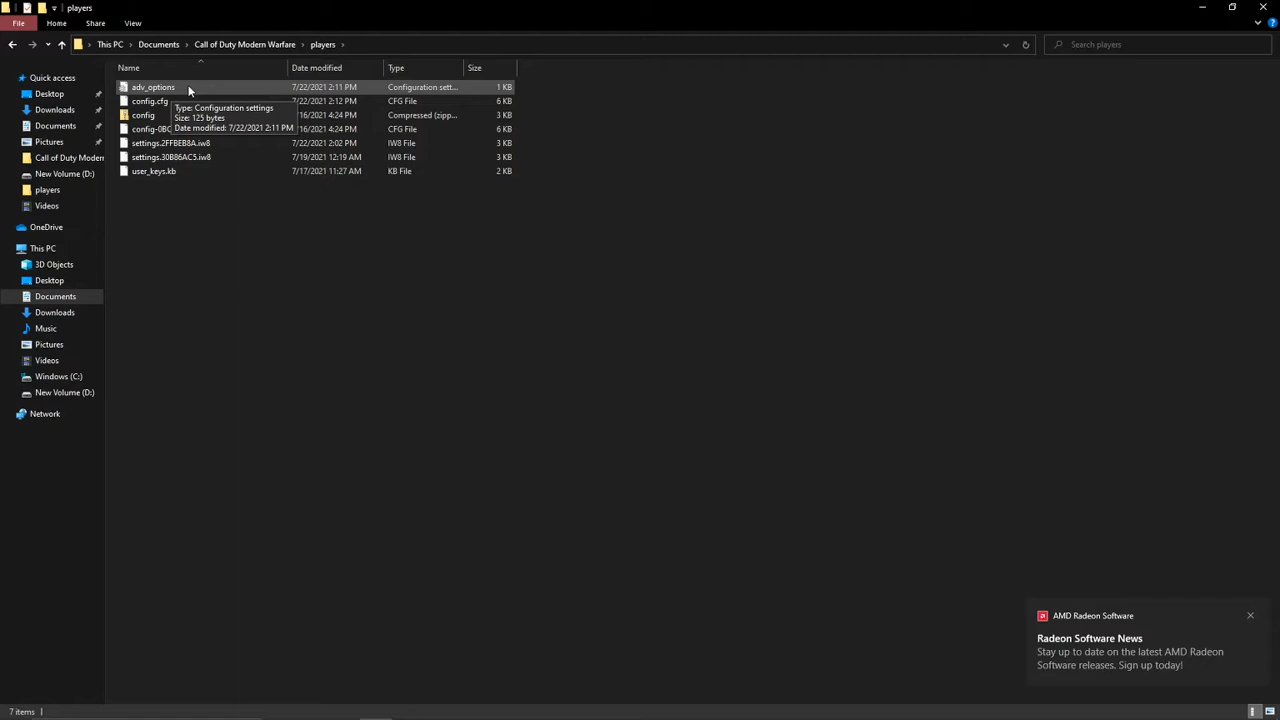 players
File Home Share View
This PC Documents Call of Duty Modern Warfare players Search players
Name Date modified Type Size
Quick access
Desktop
Downloads
Documents
Pictures
Call of Duty Modern
New Volume (D:)
players
Videos
OneDrive
This PC
3D Objects
Desktop
Documents
Downloads
Music
Pictures
Videos
Windows (C:)
New Volume (D:)
Network
adv_options 7/22/2021 2:11 PM Configuration sett... 1 KB
config.cfg 7/22/2021 2:12 PM CFG File 6 KB
config /16/2021 4:24 PM Compressed (zipp... 3 KB
config-0BC /16/2021 4:24 PM CFG File 6 KB
settings.2FFBEB8A.iw8 7/22/2021 2:02 PM IW8 File 3 KB
settings.30B86AC5.iw8 7/19/2021 12:19 AM IW8 File 3 KB
user_keys.kb 7/17/2021 11:27 AM KB File 2 KB
Type: Configuration settings
Size: 125 bytes
Date modified: 7/22/2021 2:11 PM
AMD Radeon Software
Radeon Software News
Stay up to date on the latest AMD Radeon
Software releases. Sign up today!
7 items